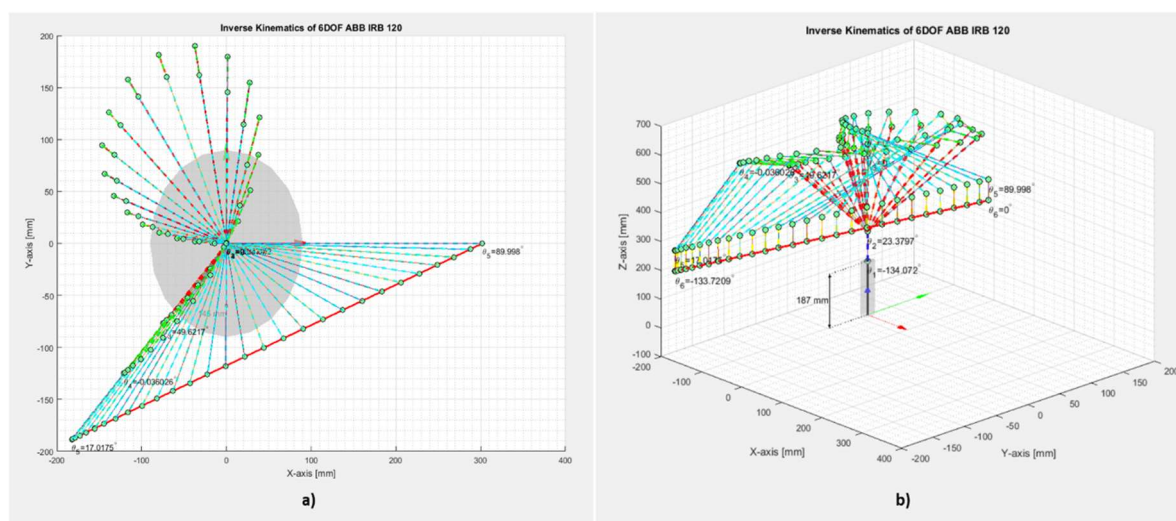 Inverse Kinematics of 6DOF ABB IRB 120
200
150
100
50
0
-50
-100
-150
-200
Y-axis [mm]
-200
-100
0
100
200
300
400
X-axis [mm]
θ5=89.998°
49.6217°
θ4=-0.036026°
θ5=17.0175°
a)
Inverse Kinematics of 6DOF ABB IRB 120
700
600
500
400
300
200
100
0
-100
Z-axis [mm]
-200
-100
0
100
200
300
400
X-axis [mm]
-200
-150
-100
-50
0
50
100
150
200
Y-axis [mm]
θ5=89.998°
θ6=0°
θ2=23.3797°
θ1=-134.072°
θ6=-133.7209
187 mm
b)